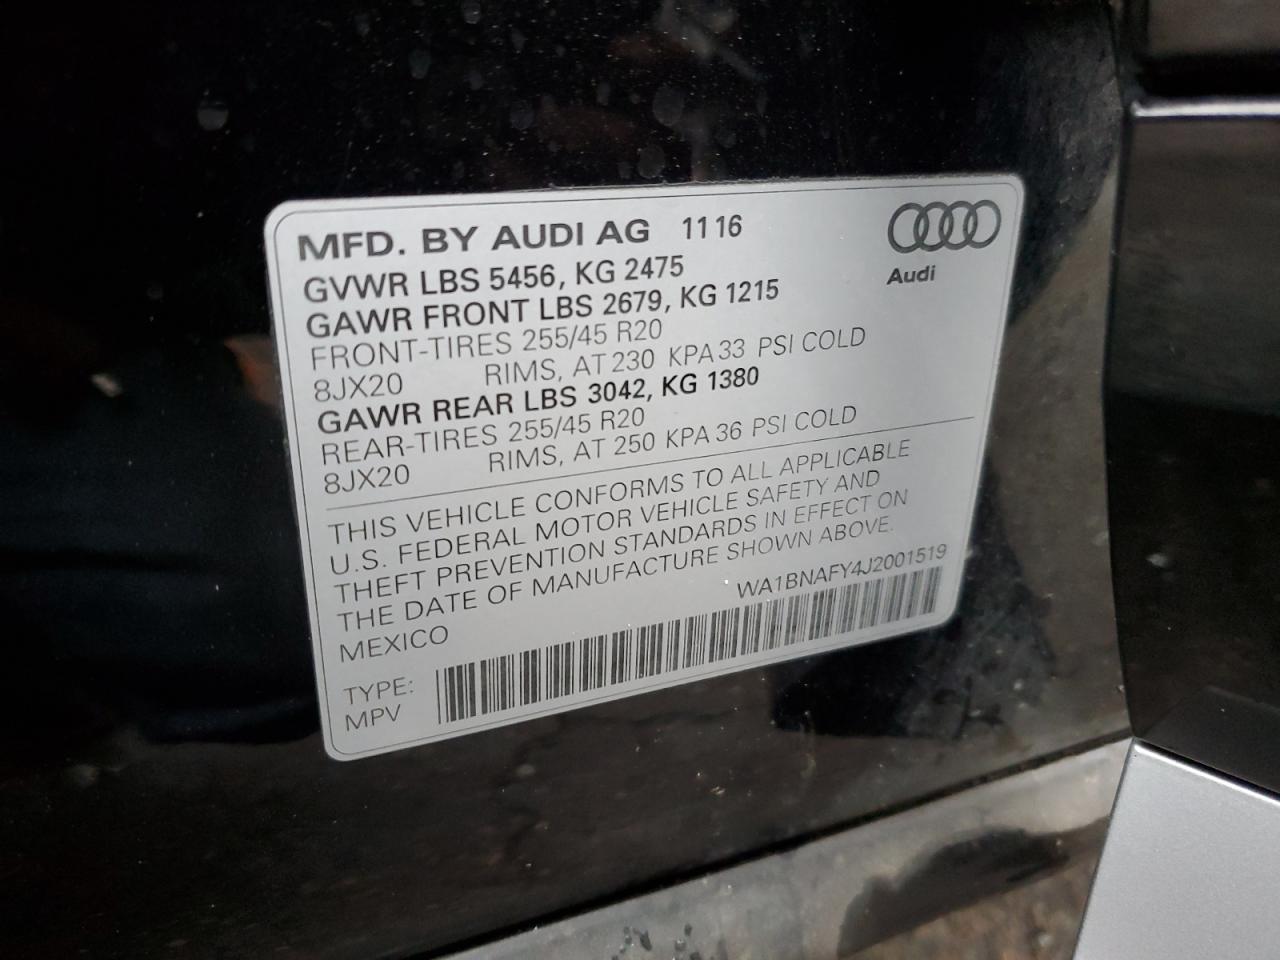 MFD. BY AUDI AG 11 16
Audi
GVWR LBS 5456, KG 2475
GAWR FRONT LBS 2679, KG 1215
FRONT-TIRES 255/45 R20
8JX20 RIMS, AT 230 KPA 33 PSI COLD
GAWR REAR LBS 3042, KG 1380
REAR-TIRES 255/45 R20
8JX20 RIMS, AT 250 KPA 36 PSI COLD
THIS VEHICLE CONFORMS TO ALL APPLICABLE
U.S. FEDERAL MOTOR VEHICLE SAFETY AND
THEFT PREVENTION STANDARDS IN EFFECT ON
THE DATE OF MANUFACTURE SHOWN ABOVE.
MEXICO WA1BNAFY4J2001519
TYPE:
MPV